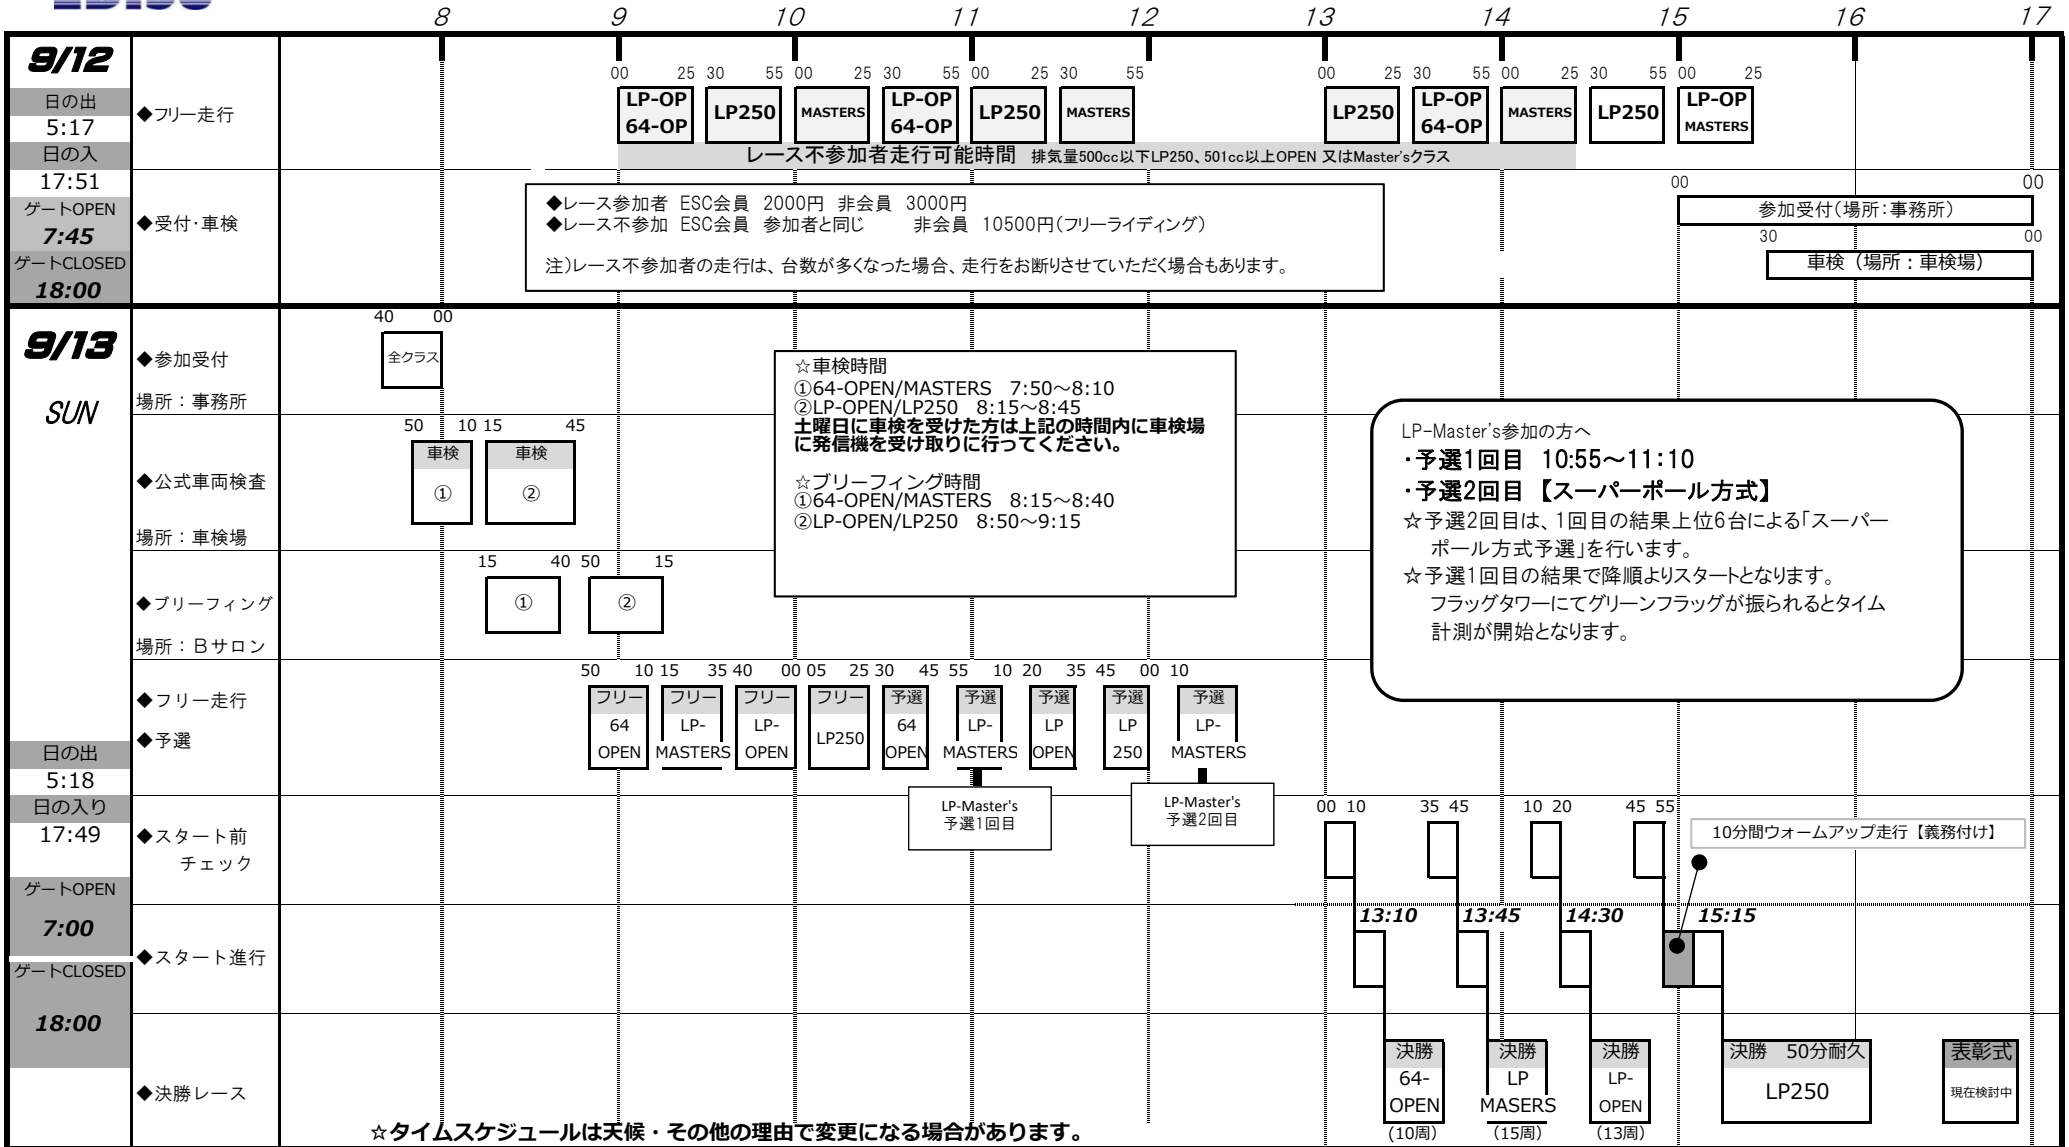 8 9 10 11 12 13 14 15 16 17
9/12
日の出
5:17
日の入
17:51
ゲートOPEN
7:45
ゲートCLOSED
18:00
◆フリー走行
00 25 30 55 00 25 30 55 00 25 30 55 00 25 30 55 00 25 30 55 00 25
LP-OP
64-OP
LP250
MASTERS
LP-OP
64-OP
LP250
MASTERS
LP250
LP-OP
64-OP
MASTERS
LP250
LP-OP
MASTERS
レース不参加者走行可能時間 排気量500cc以下LP250、501cc以上OPEN 又はMaster'sクラス
◆受付・車検
◆レース参加者 ESC会員 2000円 非会員 3000円
◆レース不参加 ESC会員 参加者と同じ 非会員 10500円(フリーライディング)
注)レース不参加者の走行は、台数が多くなった場合、走行をお断りさせていただく場合もあります。
00 00
参加受付(場所:事務所)
30 00
車検(場所:車検場)
9/13
SUN
日の出
5:18
日の入り
17:49
ゲートOPEN
7:00
ゲートCLOSED
18:00
◆参加受付
場所:事務所
40 00
全クラス
◆公式車両検査
場所:車検場
50 10 15 45
車検
①
車検
②
☆車検時間
①64-OPEN/MASTERS 7:50～8:10
②LP-OPEN/LP250 8:15～8:45
土曜日に車検を受けた方は上記の時間内に車検場
に発信機を受け取りに行ってください。
☆ブリーフィング時間
①64-OPEN/MASTERS 8:15～8:40
②LP-OPEN/LP250 8:50～9:15
LP-Master's参加の方へ
・予選1回目 10:55～11:10
・予選2回目 【スーパーポール方式】
☆予選2回目は、1回目の結果上位6台による「スーパー
ポール方式予選」を行います。
☆予選1回目の結果で降順よりスタートとなります。
フラッグタワーにてグリーンフラッグが振られるとタイム
計測が開始となります。
◆ブリーフィング
場所:Bサロン
15 40 50 15
①
②
◆フリー走行
◆予選
50 10 15 35 40 00 05 25 30 45 55 10 20 35 45 00 10
フリー
64
OPEN
フリー
LP-
MASTERS
フリー
LP-
OPEN
フリー
LP250
予選
64
OPEN
予選
LP-
MASTERS
予選
LP
OPEN
予選
LP
250
予選
LP-
MASTERS
LP-Master's
予選1回目
LP-Master's
予選2回目
◆スタート前
チェック
00 10 35 45 10 20 45 55
10分間ウォームアップ走行【義務付け】
◆スタート進行
13:10 13:45 14:30 15:15
◆決勝レース
決勝
64-
OPEN
(10周)
決勝
LP
MASERS
(15周)
決勝
LP-
OPEN
(13周)
決勝 50分耐久
LP250
表彰式
現在検討中
☆タイムスケジュールは天候・その他の理由で変更になる場合があります。